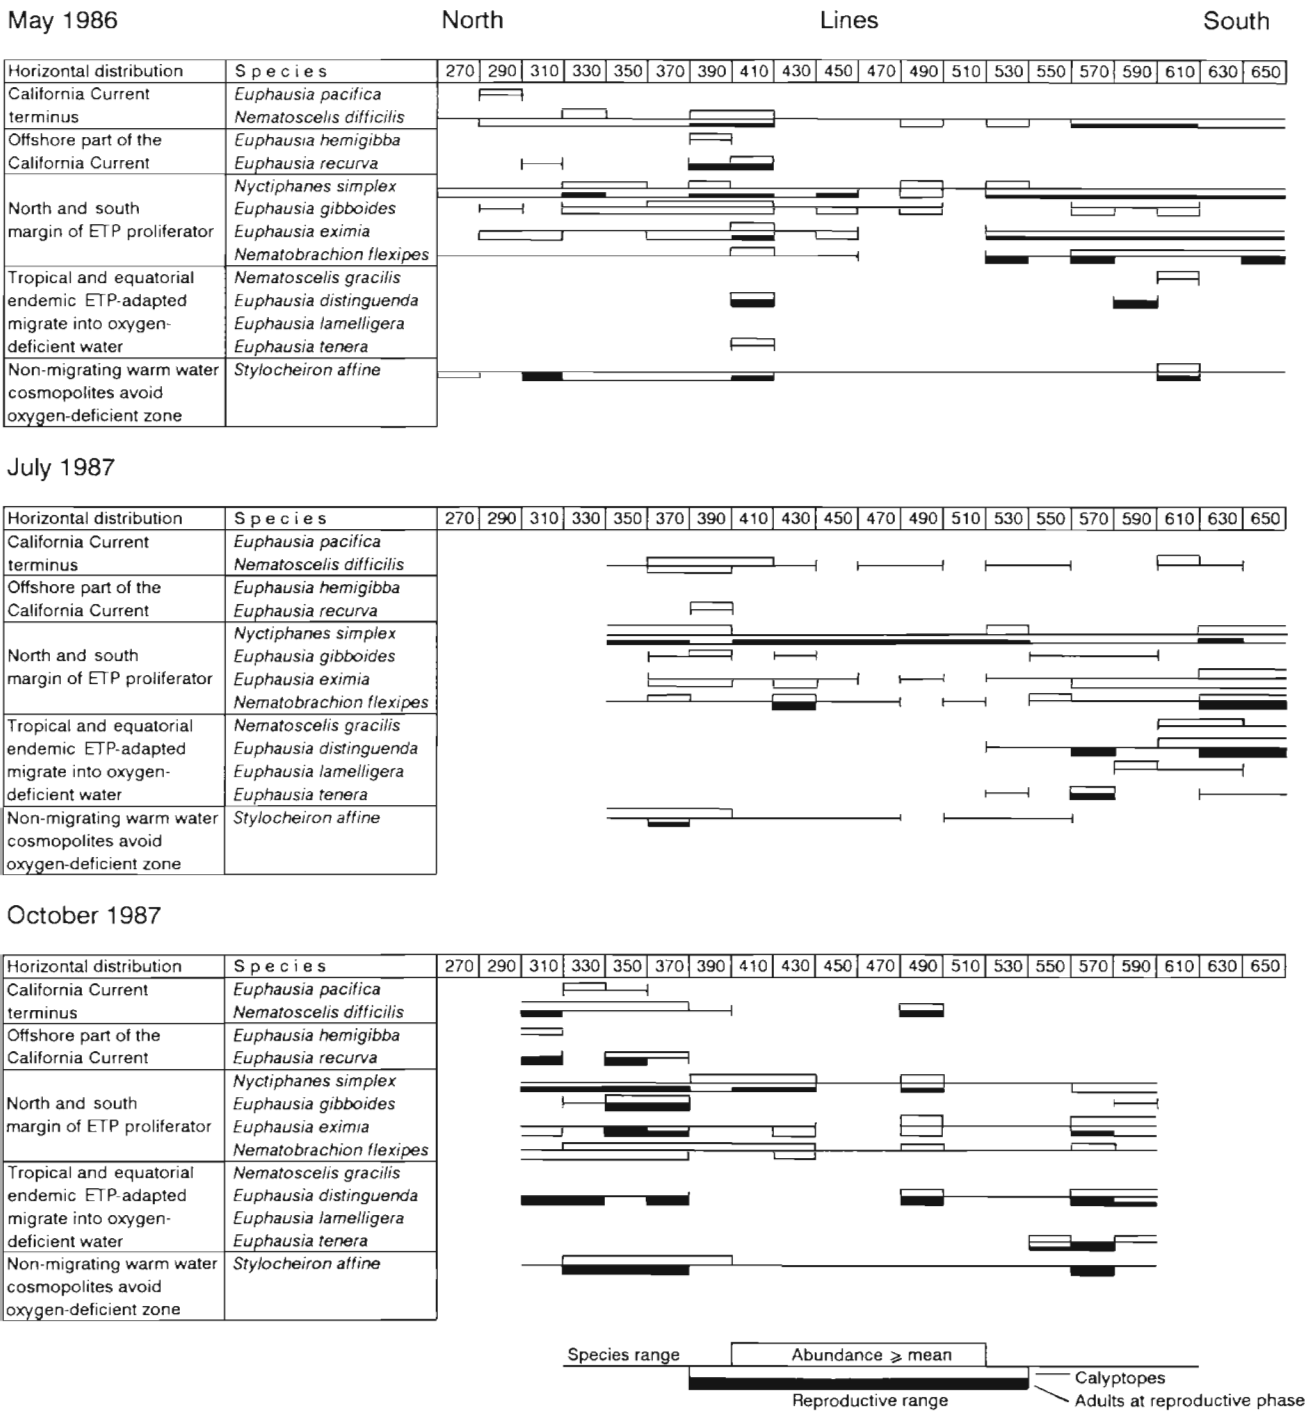 May 1986 North Lines South
Horizontal distribution Species 270 290 310 330 350 370 390 410 430 450 470 490 510 530 550 570 590 610 630 650
California Current Euphausia pacifica
terminus Nematoscelis difficilis
Offshore part of the Euphausia hemigibba
California Current Euphausia recurva
Nyctiphanes simplex
North and south Euphausia gibboides
margin of ETP proliferator Euphausia eximia
Nematobrachion flexipes
Tropical and equatorial Nematoscelis gracilis
endemic ETP-adapted Euphausia distinguenda
migrate into oxygen- Euphausia lamelligera
deficient water Euphausia tenera
Non-migrating warm water Stylocheiron affine
cosmopolites avoid
oxygen-deficient zone
July 1987
Horizontal distribution Species 270 290 310 330 350 370 390 410 430 450 470 490 510 530 550 570 590 610 630 650
California Current Euphausia pacifica
terminus Nematoscelis difficilis
Offshore part of the Euphausia hemigibba
California Current Euphausia recurva
Nyctiphanes simplex
North and south Euphausia gibboides
margin of ETP proliferator Euphausia eximia
Nematobrachion flexipes
Tropical and equatorial Nematoscelis gracilis
endemic ETP-adapted Euphausia distinguenda
migrate into oxygen- Euphausia lamelligera
deficient water Euphausia tenera
Non-migrating warm water Stylocheiron affine
cosmopolites avoid
oxygen-deficient zone
October 1987
Horizontal distribution Species 270 290 310 330 350 370 390 410 430 450 470 490 510 530 550 570 590 610 630 650
California Current Euphausia pacifica
terminus Nematoscelis difficilis
Offshore part of the Euphausia hemigibba
California Current Euphausia recurva
Nyctiphanes simplex
North and south Euphausia gibboides
margin of ETP proliferator Euphausia eximia
Nematobrachion flexipes
Tropical and equatorial Nematoscelis gracilis
endemic ETP-adapted Euphausia distinguenda
migrate into oxygen- Euphausia lamelligera
deficient water Euphausia tenera
Non-migrating warm water Stylocheiron affine
cosmopolites avoid
oxygen-deficient zone
Species range Abundance ⩾ mean
Calyptopes
Reproductive range Adults at reproductive phase